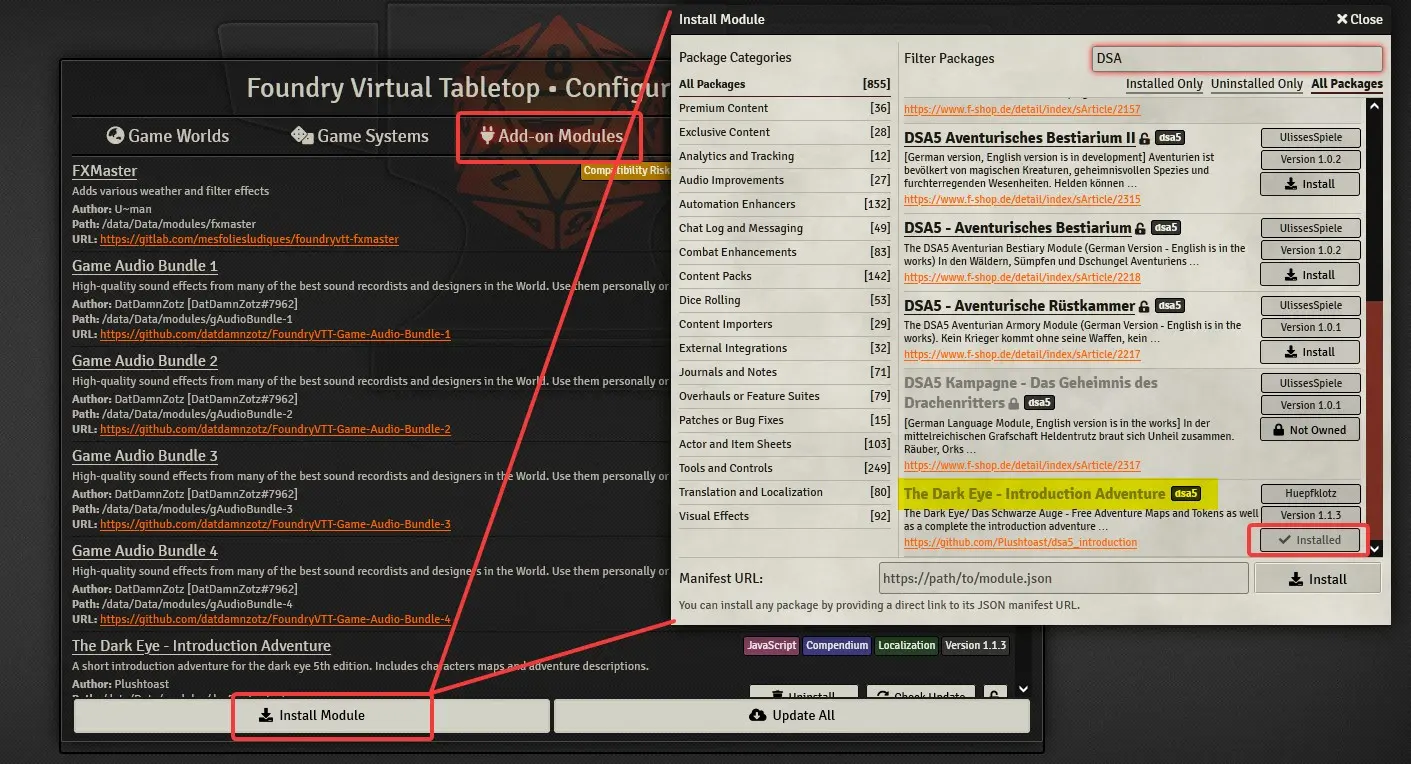 Foundry Virtual Tabletop • Configur
Game Worlds
Game Systems
Add-on Modules
FXMaster
Compatibility Risk
Adds various weather and filter effects
Author: U~man
Path: /data/Data/modules/fxmaster
URL: https://gitlab.com/mesfoliesludiques/foundryvtt-fxmaster
Game Audio Bundle 1
High-quality sound effects from many of the best sound recordists and designers in the World. Use them personally or
Author: DatDamnZotz [DatDamnZotz#7962]
Path: /data/Data/modules/gAudioBundle-1
URL: https://github.com/datdamnzotz/FoundryVTT-Game-Audio-Bundle-1
Game Audio Bundle 2
High-quality sound effects from many of the best sound recordists and designers in the World. Use them personally or
Author: DatDamnZotz [DatDamnZotz#7962]
Path: /data/Data/modules/gAudioBundle-2
URL: https://github.com/datdamnzotz/FoundryVTT-Game-Audio-Bundle-2
Game Audio Bundle 3
High-quality sound effects from many of the best sound recordists and designers in the World. Use them personally or
Author: DatDamnZotz [DatDamnZotz#7962]
Path: /data/Data/modules/gAudioBundle-3
URL: https://github.com/datdamnzotz/FoundryVTT-Game-Audio-Bundle-3
Game Audio Bundle 4
High-quality sound effects from many of the best sound recordists and designers in the World. Use them personally or
Author: DatDamnZotz [DatDamnZotz#7962]
Path: /data/Data/modules/gAudioBundle-4
URL: https://github.com/datdamnzotz/FoundryVTT-Game-Audio-Bundle-4
The Dark Eye - Introduction Adventure
JavaScript Compendium Localization Version 1.1.3
A short introduction adventure for the dark eye 5th edition. Includes characters maps and adventure descriptions.
Author: Plushtoast
Uninstall Check Update
Install Module
Update All
Install Module
Close
Package Categories
All Packages [855]
Premium Content [36]
Exclusive Content [28]
Analytics and Tracking [12]
Audio Improvements [27]
Automation Enhancers [132]
Chat Log and Messaging [49]
Combat Enhancements [83]
Content Packs [142]
Dice Rolling [53]
Content Importers [29]
External Integrations [32]
Journals and Notes [71]
Overhauls or Feature Suites [79]
Patches or Bug Fixes [15]
Actor and Item Sheets [103]
Tools and Controls [249]
Translation and Localization [80]
Visual Effects [92]
Filter Packages
DSA
Installed Only Uninstalled Only All Packages
https://www.f-shop.de/detail/index/sArticle/2157
DSA5 Aventurisches Bestiarium II dsa5
[German version, English version is in development] Aventurien ist
bevölkert von magischen Kreaturen, geheimnisvollen Spezies und
furchterregenden Wesenheiten. Helden können ...
https://www.f-shop.de/detail/index/sArticle/2315
UlissesSpiele
Version 1.0.2
Install
DSA5 - Aventurisches Bestiarium dsa5
The DSA5 Aventurian Bestiary Module (German Version - English is in the
works) In den Wäldern, Sümpfen und Dschungel Aventuriens ...
https://www.f-shop.de/detail/index/sArticle/2218
UlissesSpiele
Version 1.0.2
Install
DSA5 - Aventurische Rüstkammer dsa5
The DSA5 Aventurian Armory Module (German Version - English is in the
works). Kein Krieger kommt ohne seine Waffen, kein ...
https://www.f-shop.de/detail/index/sArticle/2217
UlissesSpiele
Version 1.0.1
Install
DSA5 Kampagne - Das Geheimnis des
Drachenritters dsa5
[German Language Module, English version is in the works] In der
mittelreichischen Grafschaft Heldentrutz braut sich Unheil zusammen.
Räuber, Orks ...
https://www.f-shop.de/detail/index/sArticle/2317
UlissesSpiele
Version 1.0.1
Not Owned
The Dark Eye - Introduction Adventure dsa5
The Dark Eye/ Das Schwarze Auge - Free Adventure Maps and Tokens as well
as a complete the introduction adventure ...
https://github.com/Plushtoast/dsa5_introduction
Huepfklotz
Version 1.1.3
Installed
Manifest URL:
https://path/to/module.json
Install
You can install any package by providing a direct link to its JSON manifest URL.